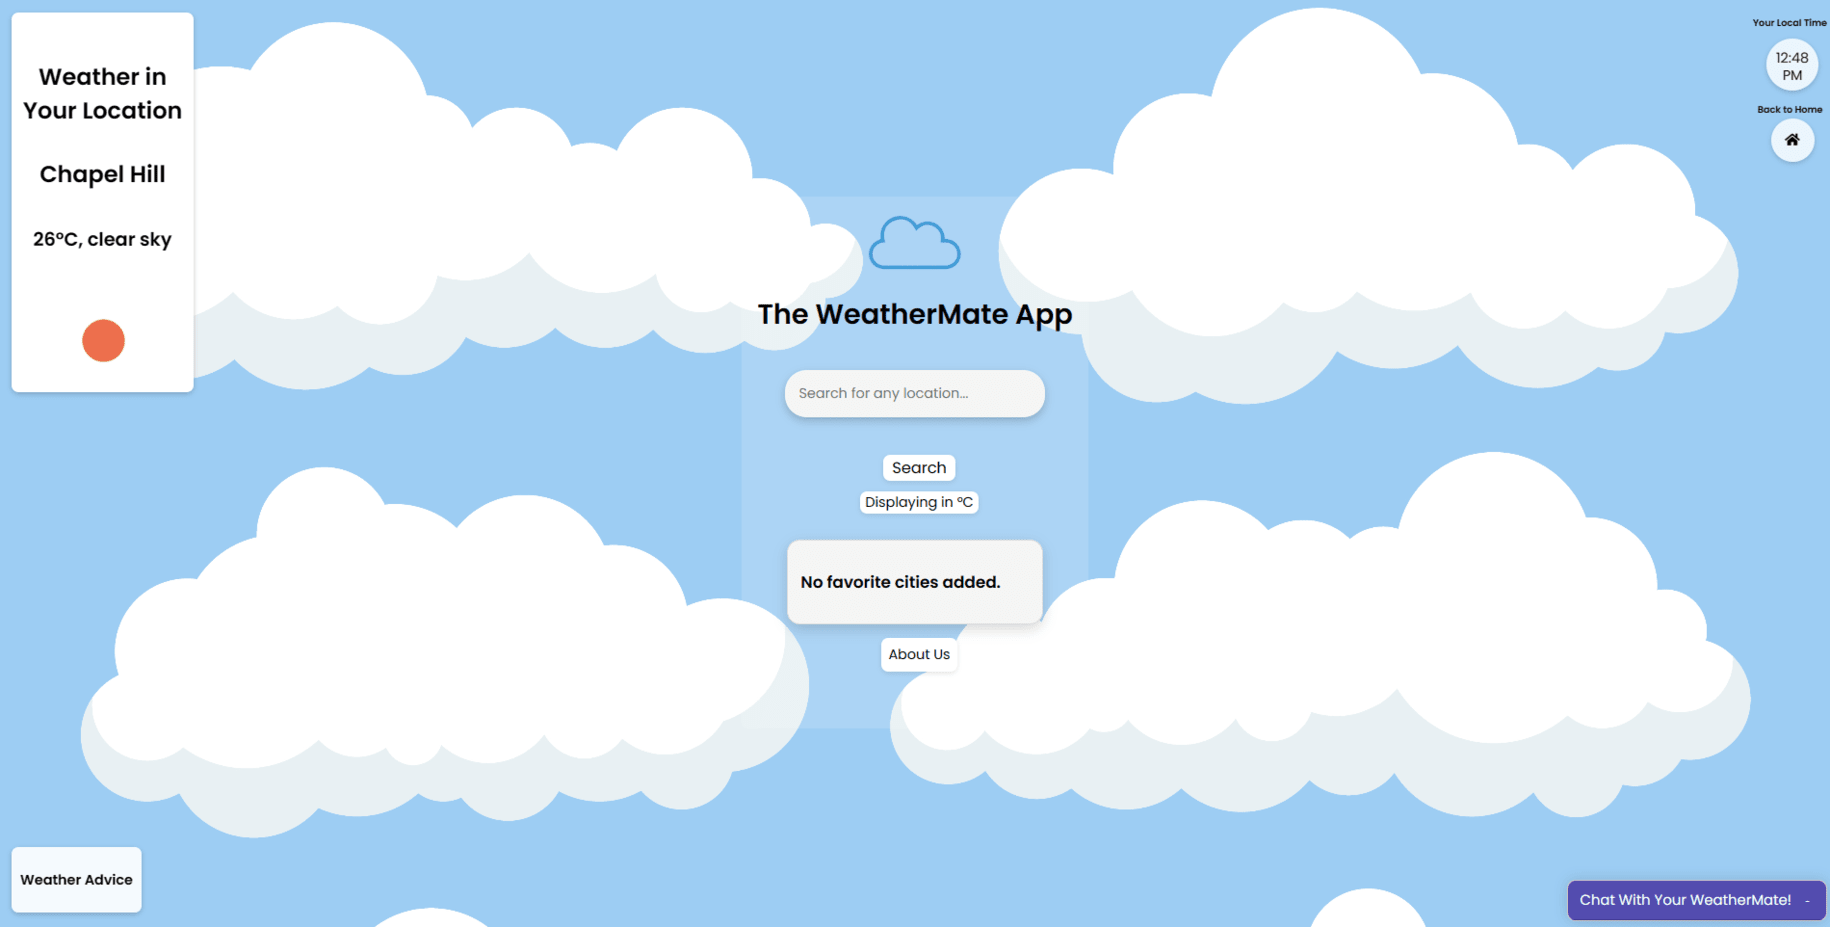 Weather in
Your Location
Chapel Hill
26°C, clear sky
Your Local Time
12:48
PM
Back to Home
The WeatherMate App
Search for any location...
Search
Displaying in °C
No favorite cities added.
About Us
Weather Advice
Chat With Your WeatherMate! -